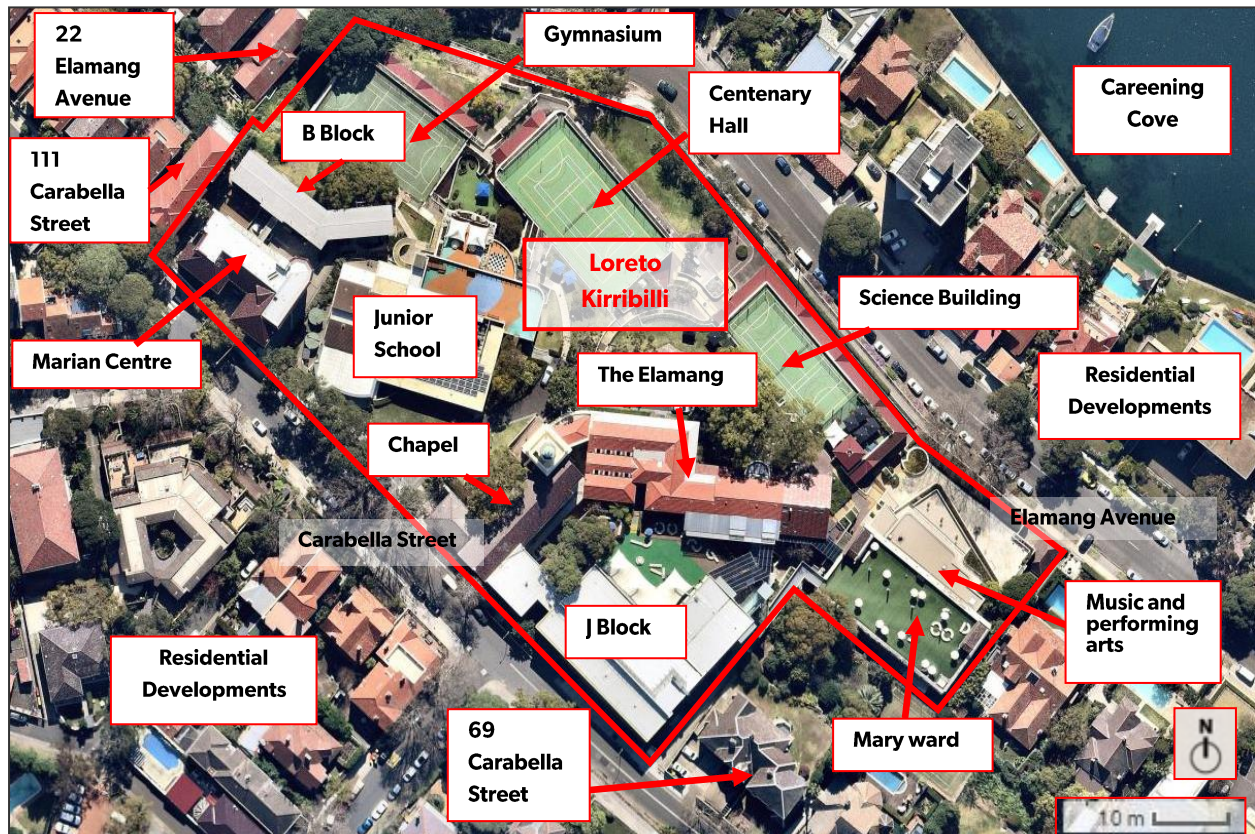 22
Elamang
Avenue
Gymnasium
Centenary
Hall
Careening
Cove
B Block
111
Carabella
Street
Loreto
Kirribilli
Science Building
Junior
School
Marian Centre
The Elamang
Residential
Developments
Chapel
Carabella Street
Elamang Avenue
J Block
Music and
performing
arts
Residential
Developments
69
Carabella
Street
Mary ward
N
10 m